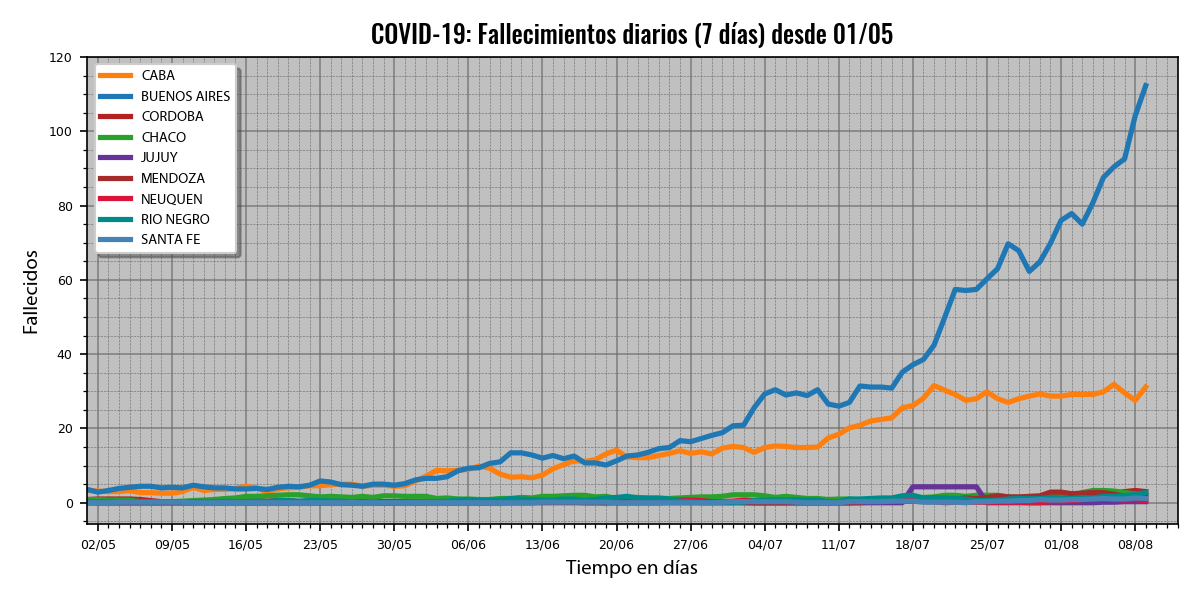 COVID-19: Fallecimientos diarios (7 días) desde 01/05
120
100
80
60
40
20
0
Fallecidos
CABA
BUENOS AIRES
CORDOBA
CHACO
JUJUY
MENDOZA
NEUQUEN
RIO NEGRO
SANTA FE
02/05 09/05 16/05 23/05 30/05 06/06 13/06 20/06 27/06 04/07 11/07 18/07 25/07 01/08 08/08
Tiempo en días